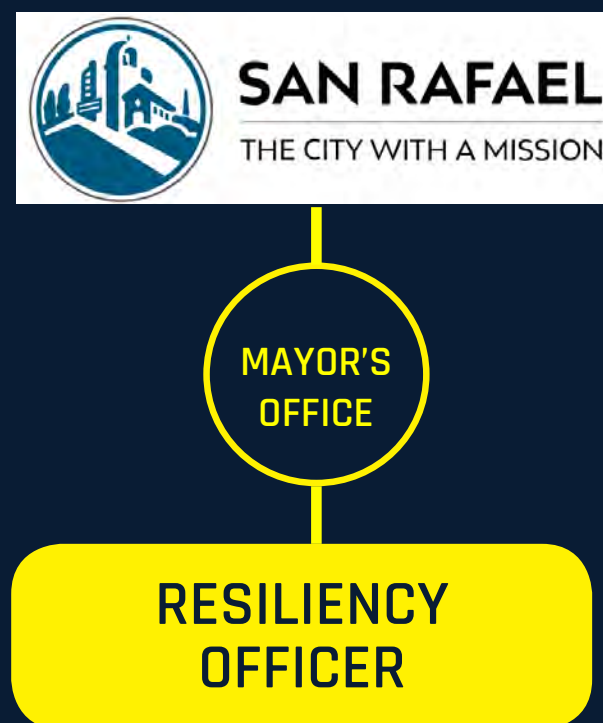 SAN RAFAEL
THE CITY WITH A MISSION
MAYOR'S
OFFICE
RESILIENCY
OFFICER